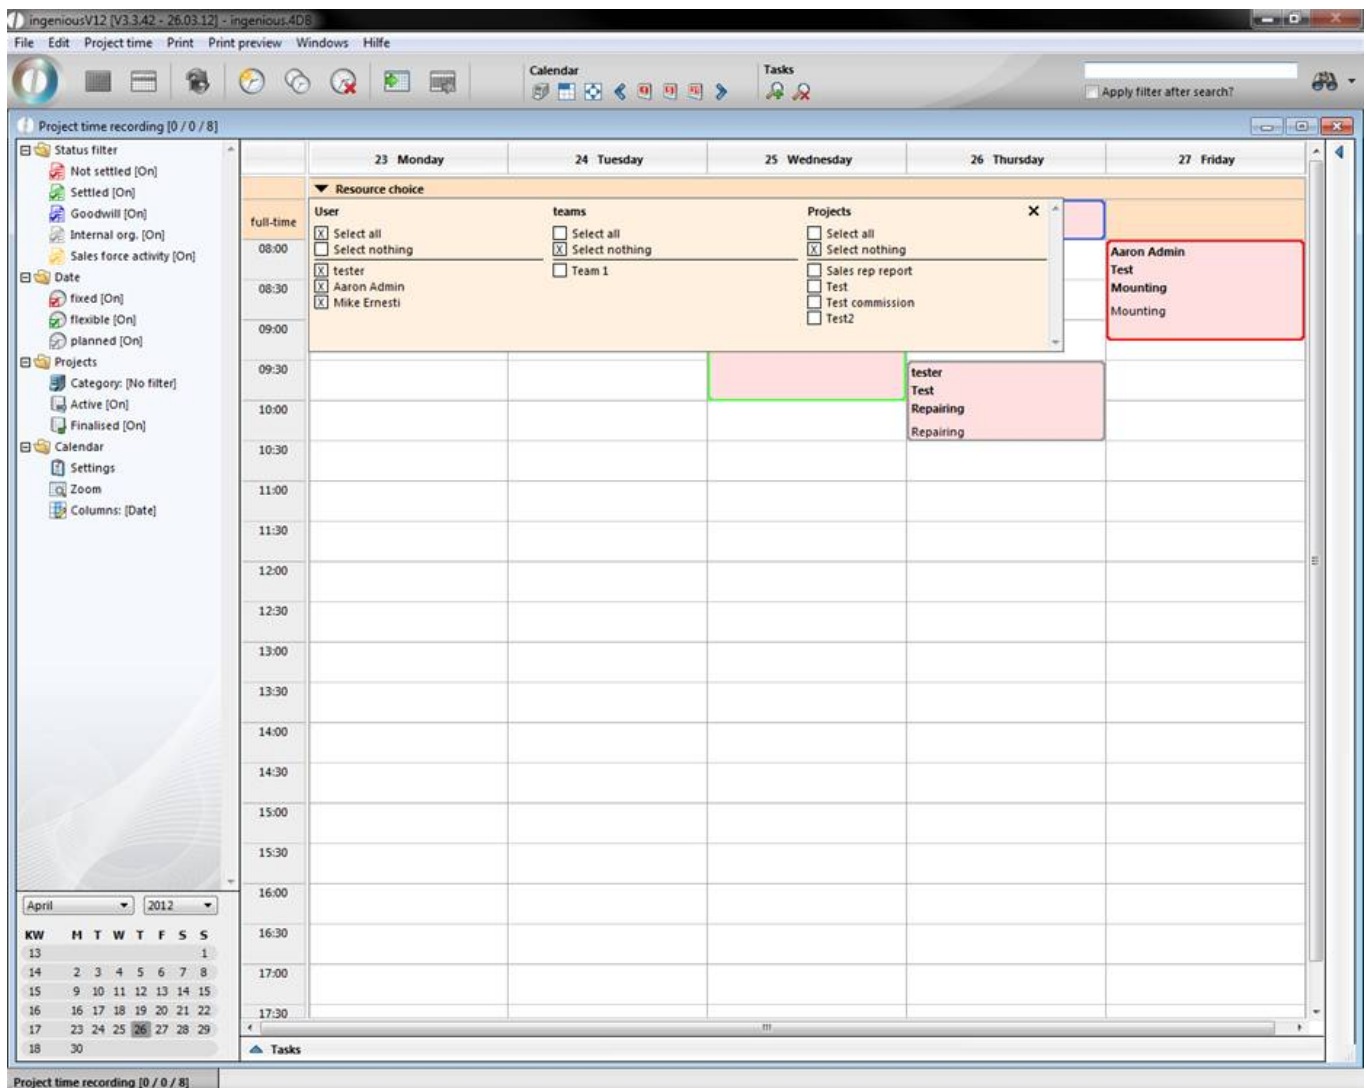 ingeniousV12 [V3.3.42 - 26.03.12] - ingenious.4DB
File Edit Project time Print Print preview Windows Hilfe
Calendar
Tasks
Apply filter after search?
Project time recording [0 / 0 / 8]
Status filter
Not settled [On]
Settled [On]
Goodwill [On]
Internal org. [On]
Sales force activity [On]
Date
fixed [On]
flexible [On]
planned [On]
Projects
Category: [No filter]
Active [On]
Finalised [On]
Calendar
Settings
Zoom
Columns: [Date]
23 Monday 24 Tuesday 25 Wednesday 26 Thursday 27 Friday
Resource choice
full-time
User
Select all
Select nothing
tester
Aaron Admin
Mike Ernesti
teams
Select all
Select nothing
Team 1
Projects
Select all
Select nothing
Sales rep report
Test
Test commission
Test2
Aaron Admin
Test
Mounting
Mounting
tester
Test
Repairing
Repairing
08:00
08:30
09:00
09:30
10:00
10:30
11:00
11:30
12:00
12:30
13:00
13:30
14:00
14:30
15:00
15:30
16:00
16:30
17:00
17:30
April 2012
KW M T W T F S S
13 1
14 2 3 4 5 6 7 8
15 9 10 11 12 13 14 15
16 16 17 18 19 20 21 22
17 23 24 25 26 27 28 29
18 30
Tasks
Project time recording [0 / 0 / 8]